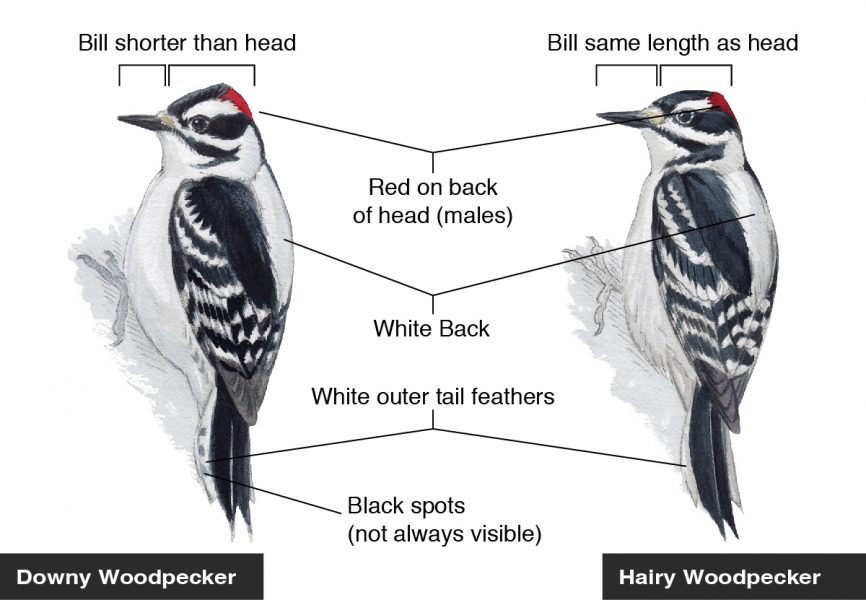 Bill shorter than head
Bill same length as head
Red on back
of head (males)
White Back
White outer tail feathers
Black spots
(not always visible)
Downy Woodpecker
Hairy Woodpecker